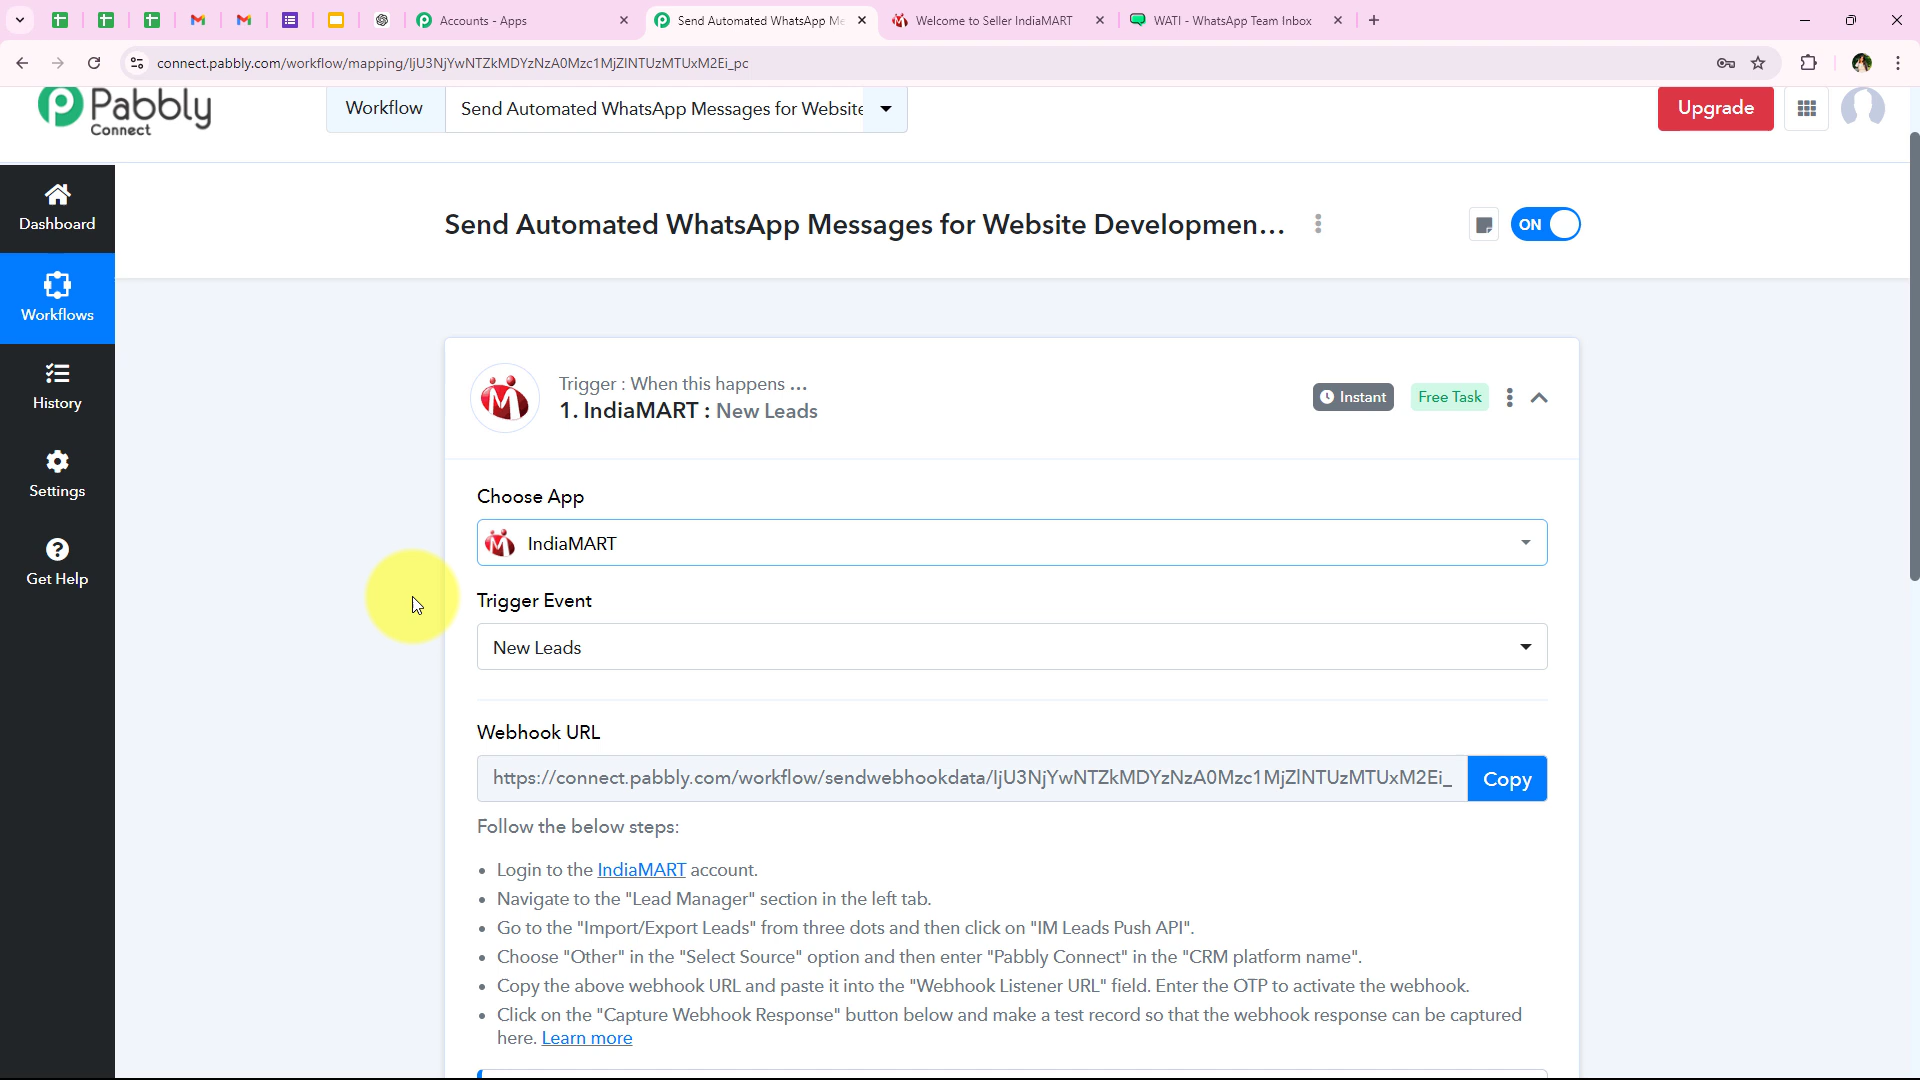 Accounts - Apps
Send Automated WhatsApp Me
Welcome to Seller IndiaMART
WATI - WhatsApp Team Inbox
connect.pabbly.com/workflow/mapping/IjU3NjYwNTZkMDYzNzA0Mzc1MjZlNTUzMTUxM2Ei_pc
Pabbly
Connect
Workflow
Send Automated WhatsApp Messages for Website
Upgrade
Dashboard
Workflows
History
Settings
Get Help
Send Automated WhatsApp Messages for Website Developmen...
ON
Trigger : When this happens ...
1. IndiaMART : New Leads
Instant
Free Task
Choose App
IndiaMART
Trigger Event
New Leads
Webhook URL
https://connect.pabbly.com/workflow/sendwebhookdata/IjU3NjYwNTZkMDYzNzA0Mzc1MjZlNTUzMTUxM2Ei_
Copy
Follow the below steps:
• Login to the IndiaMART account.
• Navigate to the "Lead Manager" section in the left tab.
• Go to the "Import/Export Leads" from three dots and then click on "IM Leads Push API".
• Choose "Other" in the "Select Source" option and then enter "Pabbly Connect" in the "CRM platform name".
• Copy the above webhook URL and paste it into the "Webhook Listener URL" field. Enter the OTP to activate the webhook.
• Click on the "Capture Webhook Response" button below and make a test record so that the webhook response can be captured
here. Learn more